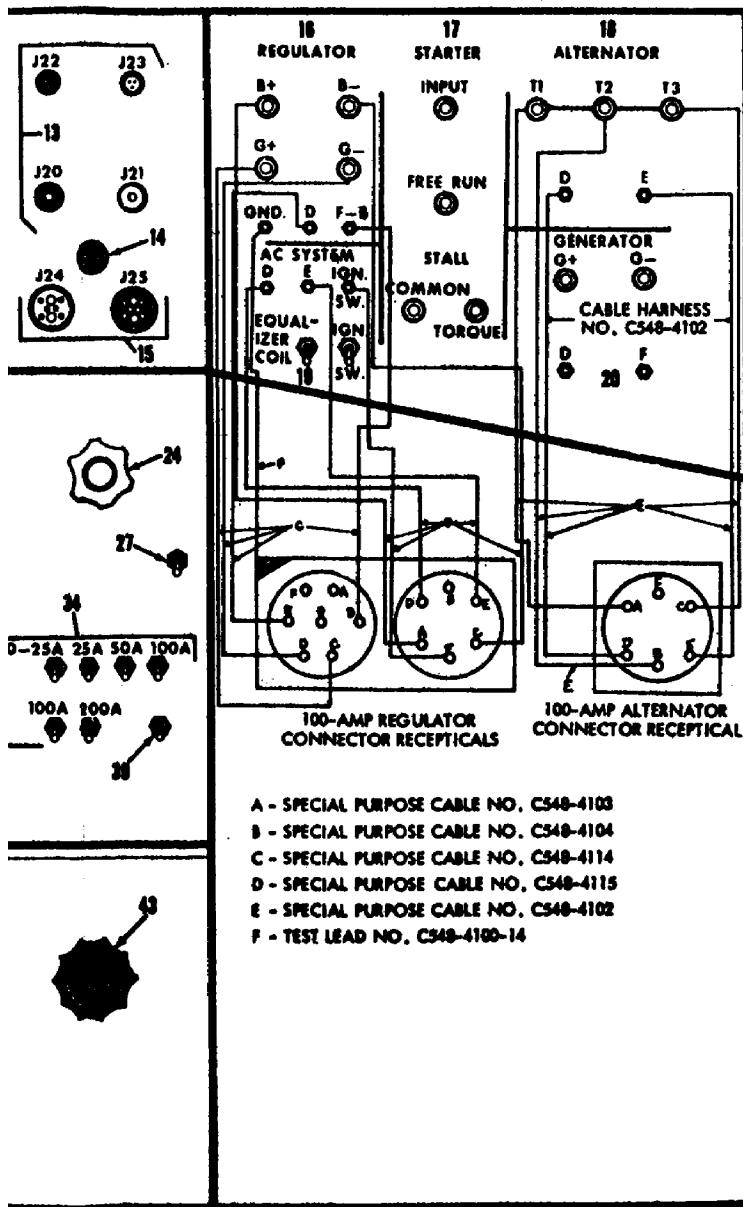 J22 J23
13
J20 J21
14
J24 J25
15
16 REGULATOR
B+ B-
G+ G-
GND. D F-B
AC SYSTEM
D E IGN. SW.
EQUAL-
IZER
COIL
IGN
SW.
19
17 STARTER
INPUT
FREE RUN
STALL
COMMON
TORQUE
18 ALTERNATOR
T1 T2 T3
D E
GENERATOR
G+ G-
CABLE HARNESS
NO. C548-4102
D F
20
24
27
34
25A 50A 100A
100A 200A
39
43
F
C
F A
D C
D B E
A
E
A C
B
E
100-AMP REGULATOR
CONNECTOR RECEPTICALS
100-AMP ALTERNATOR
CONNECTOR RECEPTICAL
A - SPECIAL PURPOSE CABLE NO. C548-4103
B - SPECIAL PURPOSE CABLE NO. C548-4104
C - SPECIAL PURPOSE CABLE NO. C548-4114
D - SPECIAL PURPOSE CABLE NO. C548-4115
E - SPECIAL PURPOSE CABLE NO. C548-4102
F - TEST LEAD NO. C548-4100-14